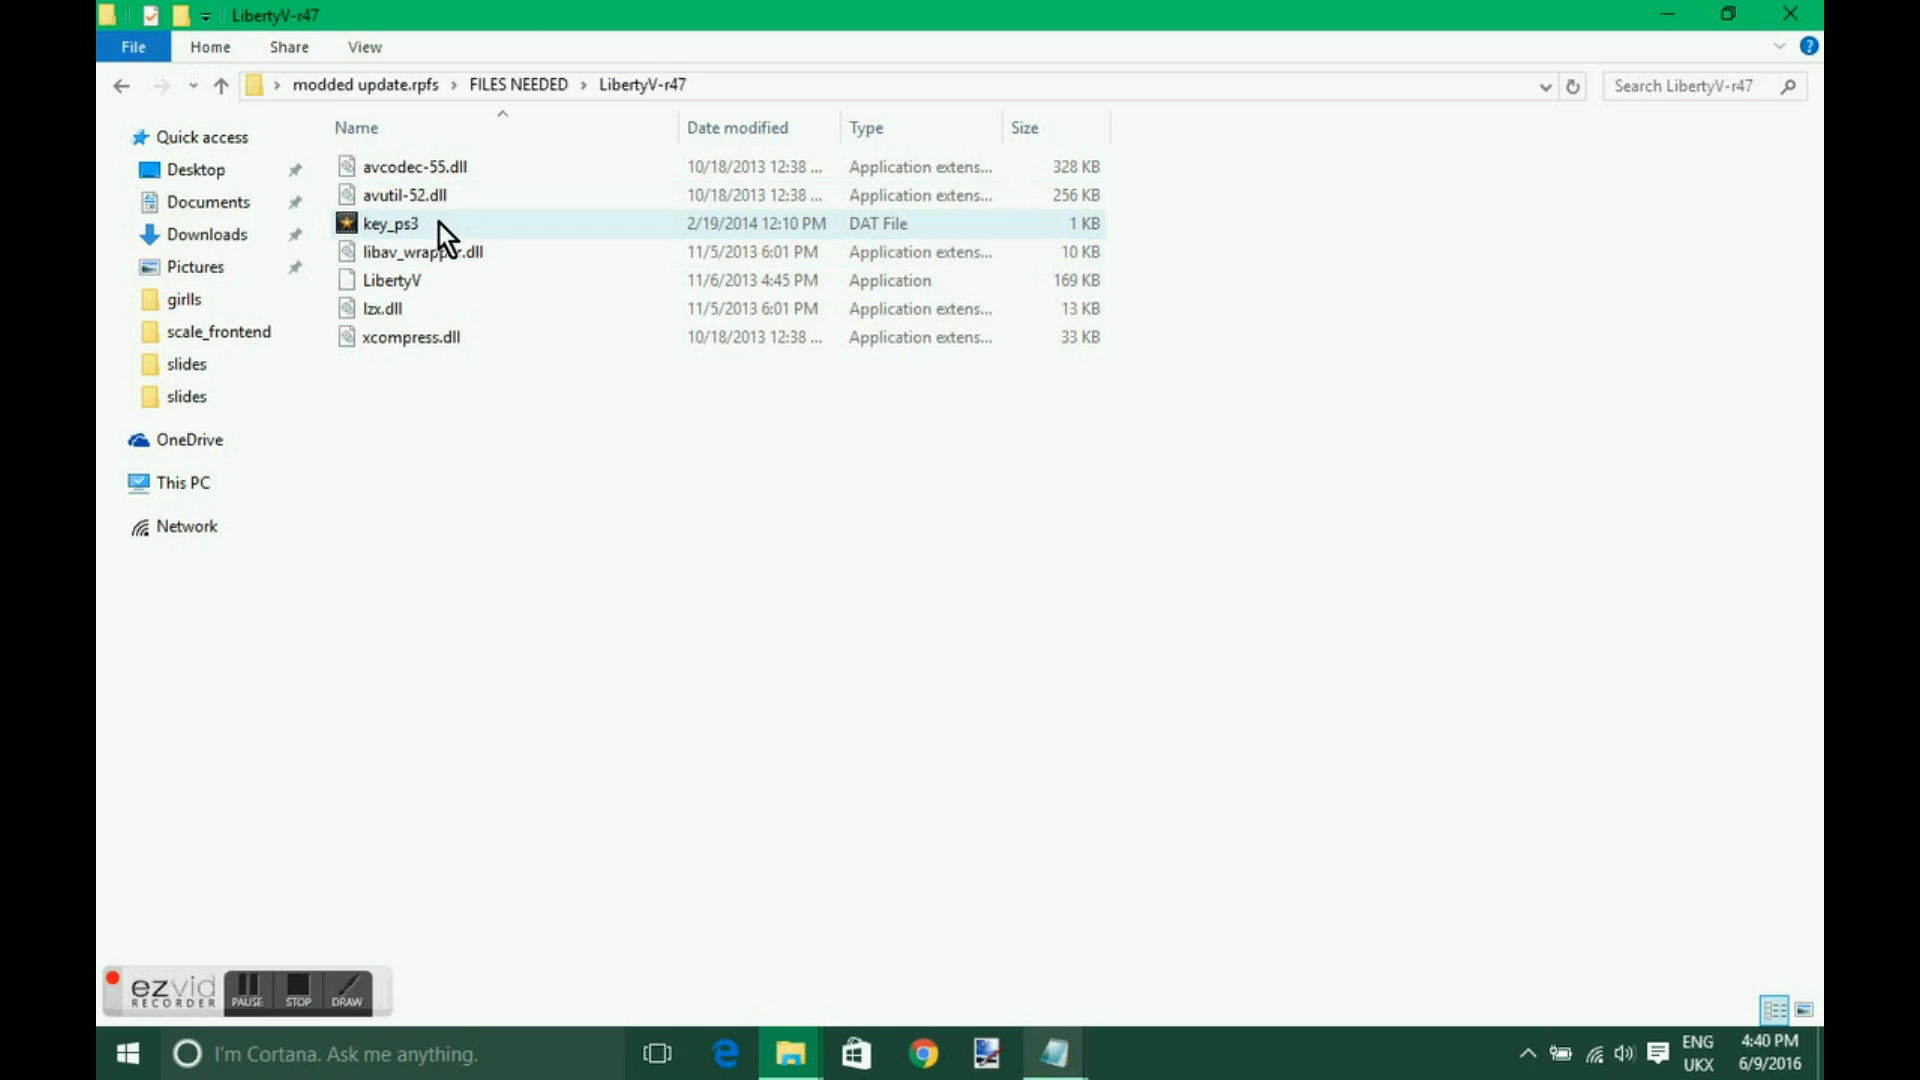 LibertyV-r47
File Home Share View
modded update.rpfs › FILES NEEDED › LibertyV-r47
Search LibertyV-r47
Name Date modified Type Size
Quick access
Desktop
Documents
Downloads
Pictures
girlls
scale_frontend
slides
slides
OneDrive
This PC
Network
avcodec-55.dll 10/18/2013 12:38 ... Application extens... 328 KB
avutil-52.dll 10/18/2013 12:38 ... Application extens... 256 KB
key_ps3 2/19/2014 12:10 PM DAT File 1 KB
libav_wrapper.dll 11/5/2013 6:01 PM Application extens... 10 KB
LibertyV 11/6/2013 4:45 PM Application 169 KB
lzx.dll 11/5/2013 6:01 PM Application extens... 13 KB
xcompress.dll 10/18/2013 12:38 ... Application extens... 33 KB
ezvid
RECORDER
PAUSE STOP DRAW
I'm Cortana. Ask me anything.
ENG
UKX
4:40 PM
6/9/2016